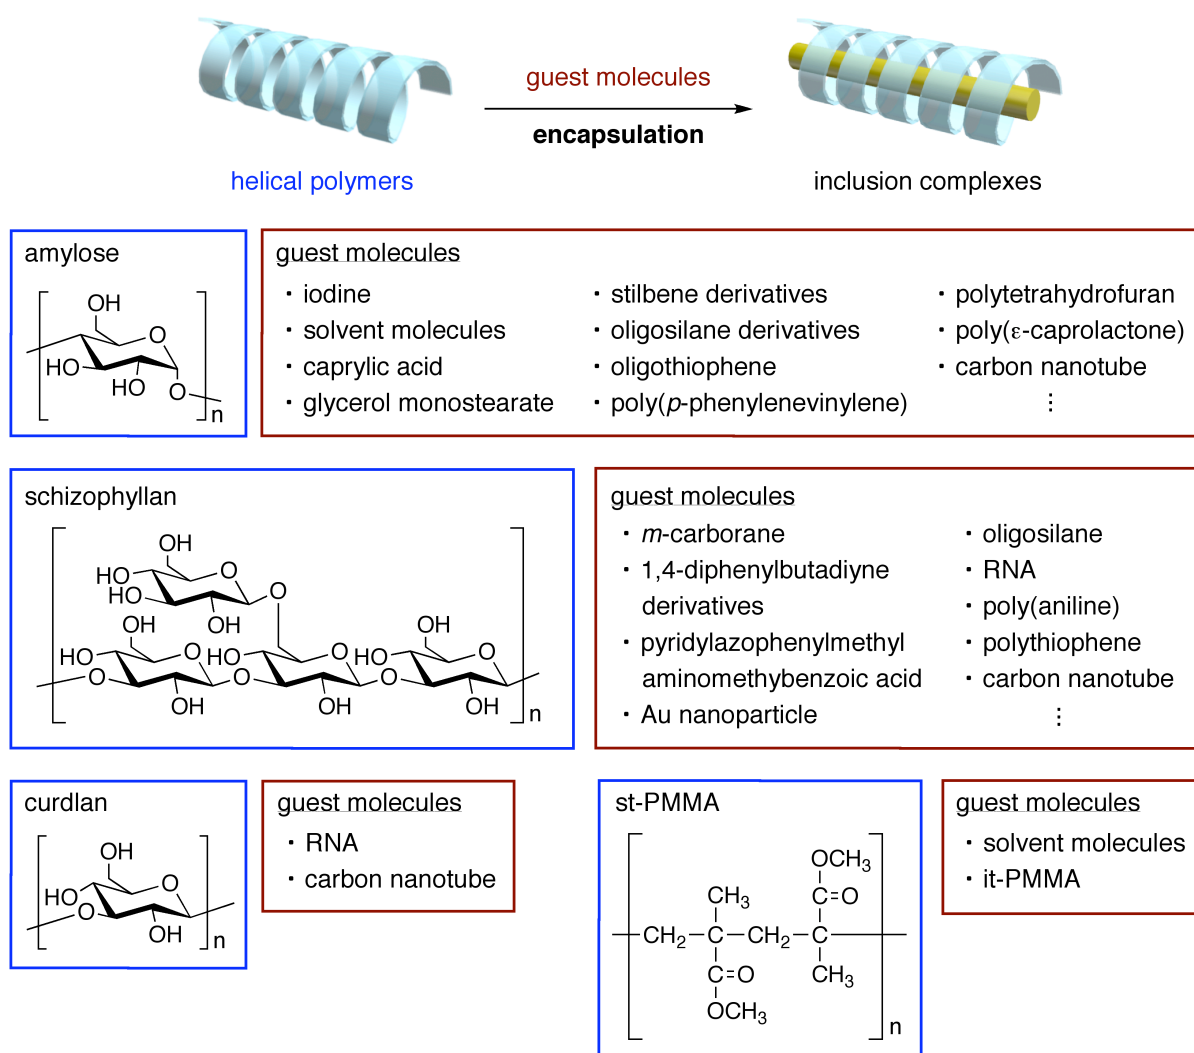 guest molecules
encapsulation
helical polymers
inclusion complexes
amylose
OH
O
HO
HO
O
n
guest molecules
· iodine
· solvent molecules
· caprylic acid
· glycerol monostearate
· stilbene derivatives
· oligosilane derivatives
· oligothiophene
· poly(p-phenylenevinylene)
· polytetrahydrofuran
· poly(ε-caprolactone)
· carbon nanotube
⋮
schizophyllan
OH
HO
O
HO
O
OH
OH
OH
HO
O
HO
O
HO
O
O
O
O
OH
OH
OH
n
guest molecules
· m-carborane
· 1,4-diphenylbutadiyne
derivatives
· pyridylazophenylmethyl
aminomethybenzoic acid
· Au nanoparticle
· oligosilane
· RNA
· poly(aniline)
· polythiophene
· carbon nanotube
⋮
curdlan
OH
HO
O
O
OH
n
guest molecules
· RNA
· carbon nanotube
st-PMMA
OCH3
CH3
C=O
CH2
C
CH2
C
C=O
CH3
OCH3
n
guest molecules
· solvent molecules
· it-PMMA